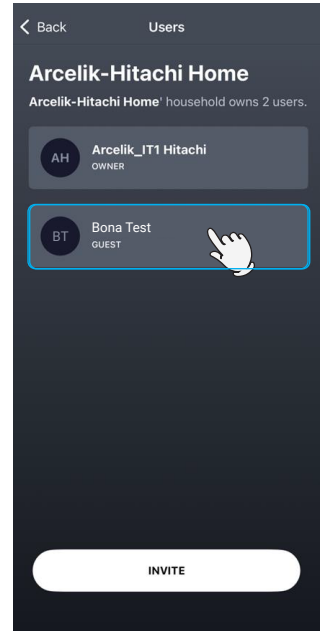 Back Users
Arcelik-Hitachi Home
Arcelik-Hitachi Home' household owns 2 users.
AH Arcelik_IT1 Hitachi
OWNER
BT Bona Test
GUEST
INVITE